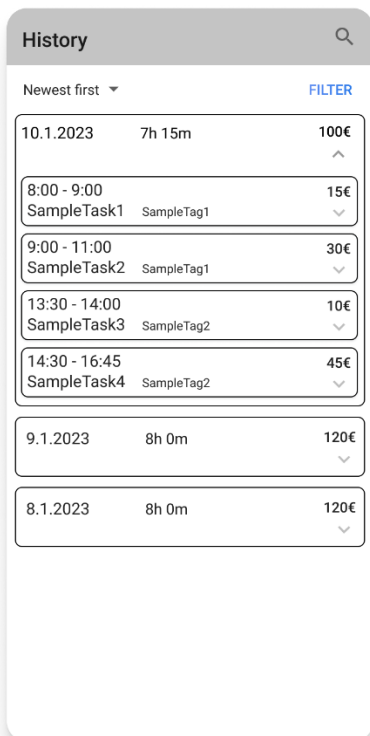 History
Newest first FILTER
10.1.2023 7h 15m 100€
8:00 - 9:00 15€
SampleTask1 SampleTag1
9:00 - 11:00 30€
SampleTask2 SampleTag1
13:30 - 14:00 10€
SampleTask3 SampleTag2
14:30 - 16:45 45€
SampleTask4 SampleTag2
9.1.2023 8h 0m 120€
8.1.2023 8h 0m 120€